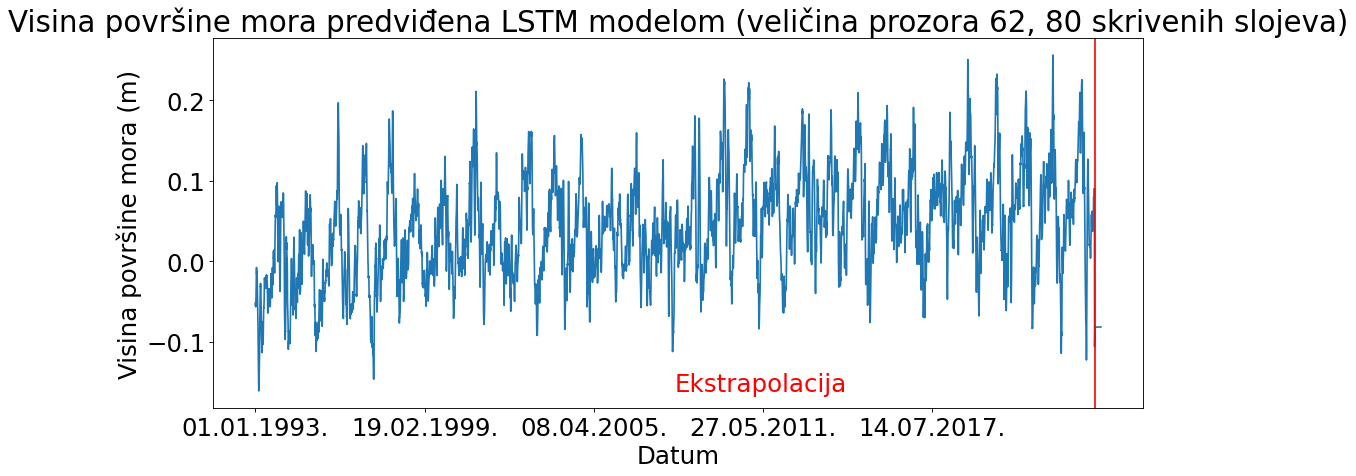 Visina površine mora predviđena LSTM modelom (veličina prozora 62, 80 skrivenih slojeva)
Visina površine mora (m)
0.2
0.1
0.0
−0.1
Ekstrapolacija
01.01.1993. 19.02.1999. 08.04.2005. 27.05.2011. 14.07.2017.
Datum